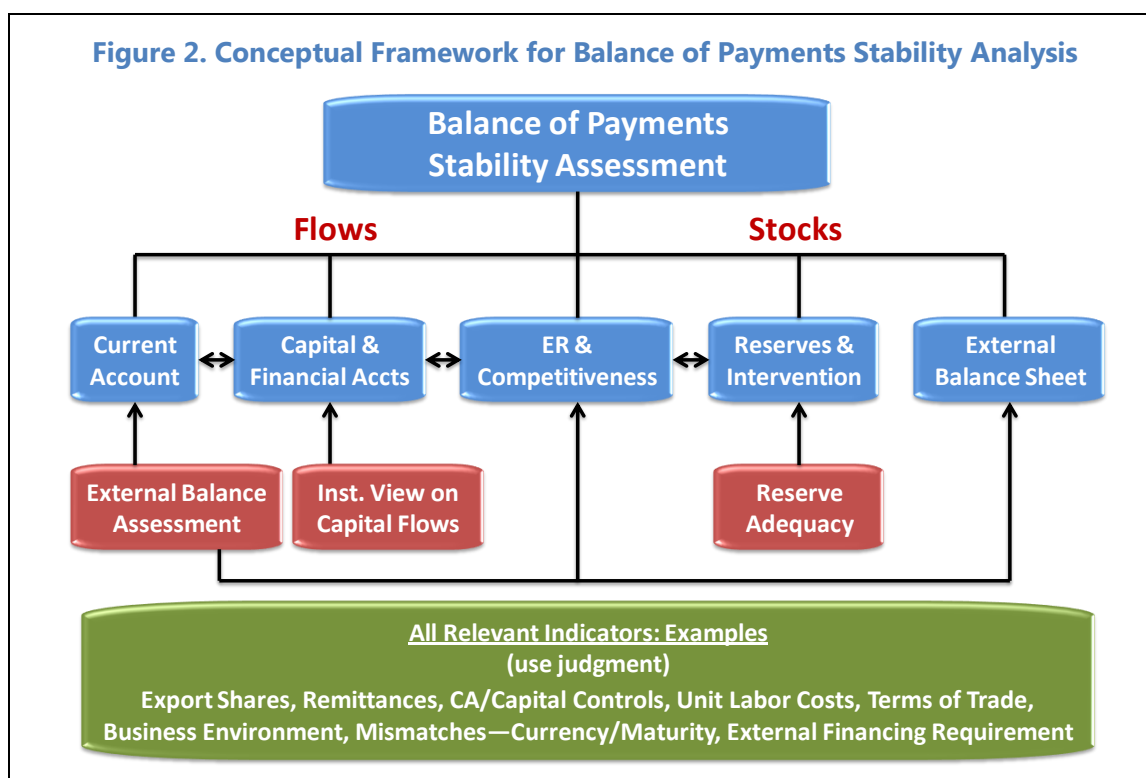 Figure 2. Conceptual Framework for Balance of Payments Stability Analysis
Balance of Payments
Stability Assessment
Flows
Stocks
Current
Account
Capital &
Financial Accts
ER &
Competitiveness
Reserves &
Intervention
External
Balance Sheet
External Balance
Assessment
Inst. View on
Capital Flows
Reserve
Adequacy
All Relevant Indicators: Examples
(use judgment)
Export Shares, Remittances, CA/Capital Controls, Unit Labor Costs, Terms of Trade,
Business Environment, Mismatches—Currency/Maturity, External Financing Requirement